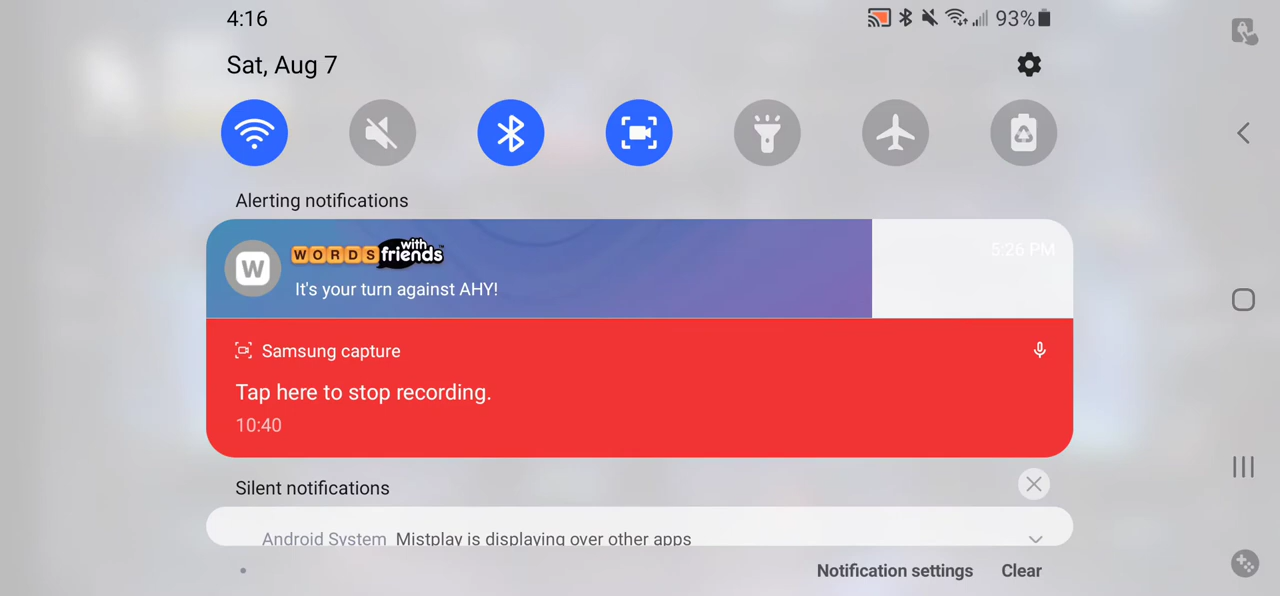 4:16
93%
Sat, Aug 7
Alerting notifications
WORDS with friends
5:26 PM
W
It's your turn against AHY!
Samsung capture
Tap here to stop recording.
10:40
Silent notifications
Android System Mistplay is displaying over other apps
Notification settings Clear